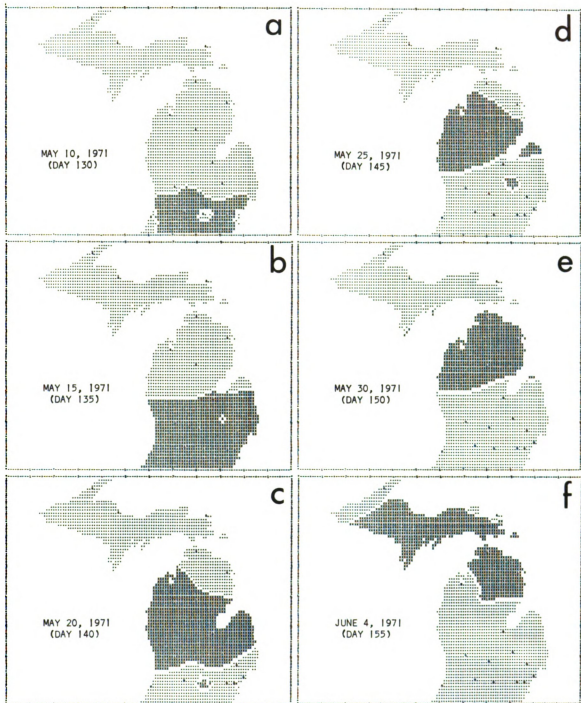 a
MAY 10, 1971
(DAY 130)
b
MAY 15, 1971
(DAY 135)
c
MAY 20, 1971
(DAY 140)
d
MAY 25, 1971
(DAY 145)
e
MAY 30, 1971
(DAY 150)
f
JUNE 4, 1971
(DAY 155)